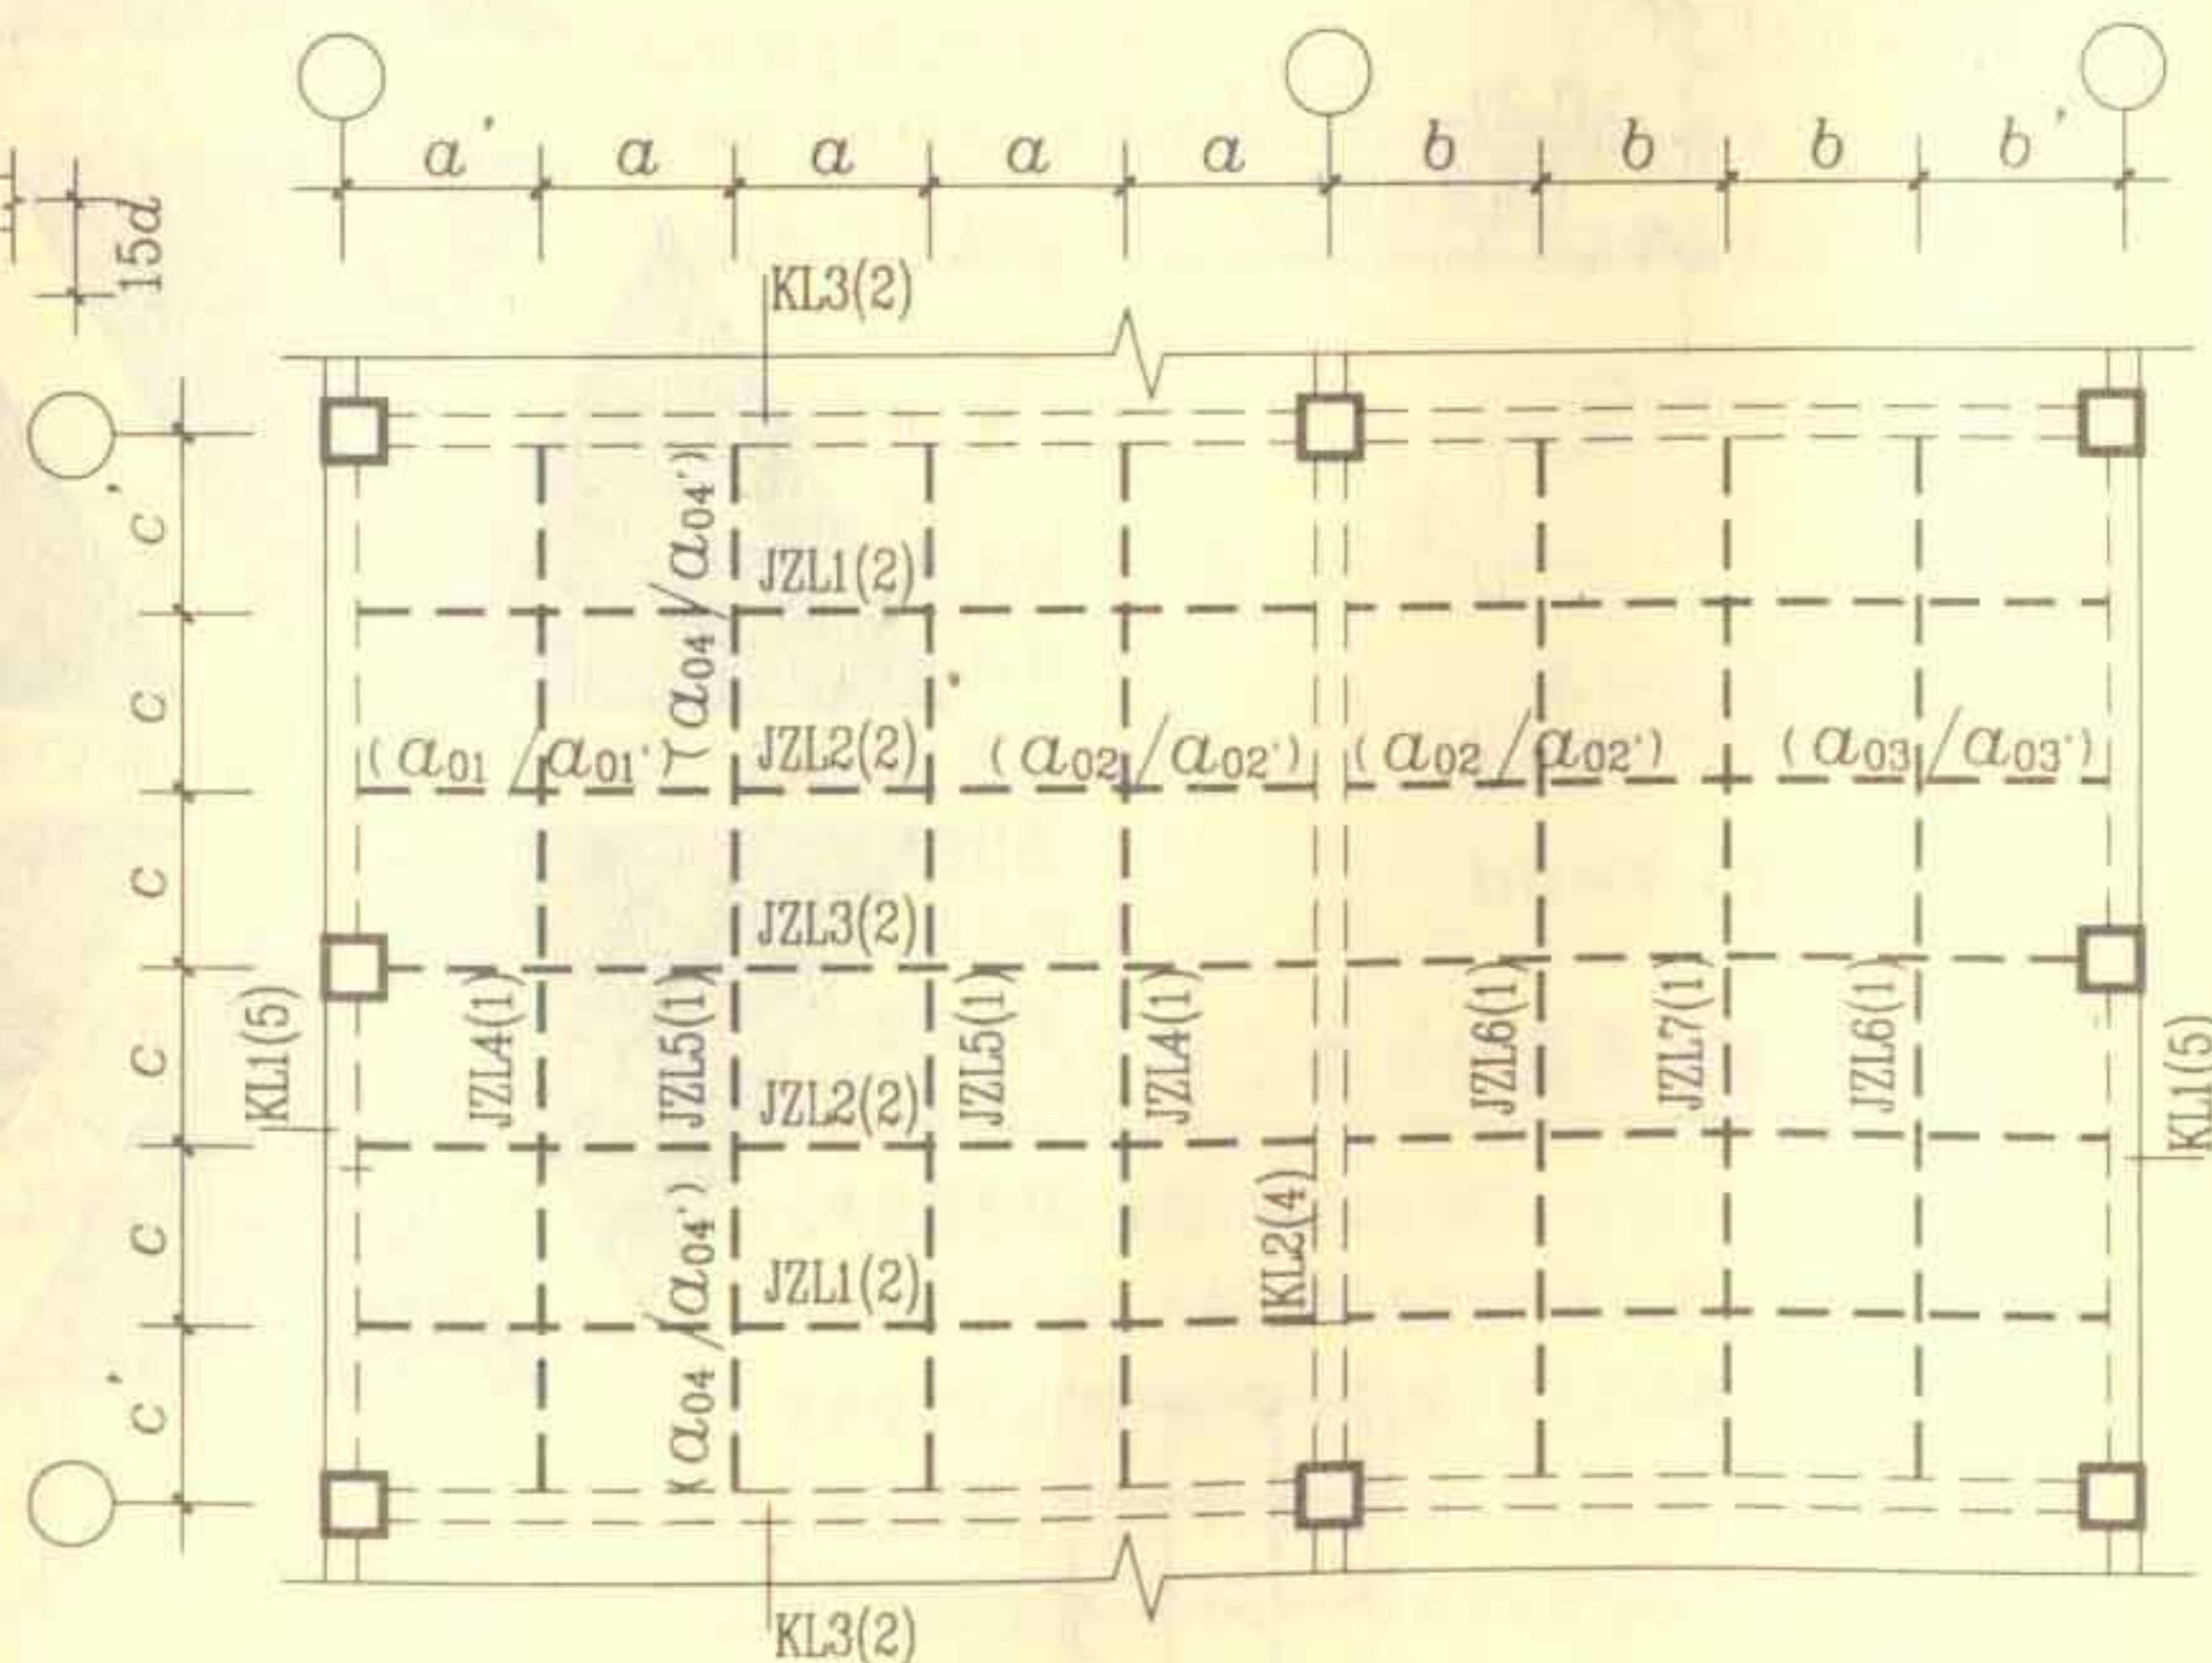 a' a a a a b b b b'
15d
KL3(2)
c'
(a04/a04')
JZL1(2)
c
(a01/a01')
JZL2(2)
(a02/a02')
(a02/a02')
(a03/a03')
c
JZL3(2)
KL1(5)
JZL4(1)
JZL5(1)
JZL5(1)
JZL4(1)
JZL6(1)
JZL7(1)
JZL6(1)
KL1(5)
c
JZL2(2)
c
(a04/a04')
JZL1(2)
KL2(4)
c'
KL3(2)